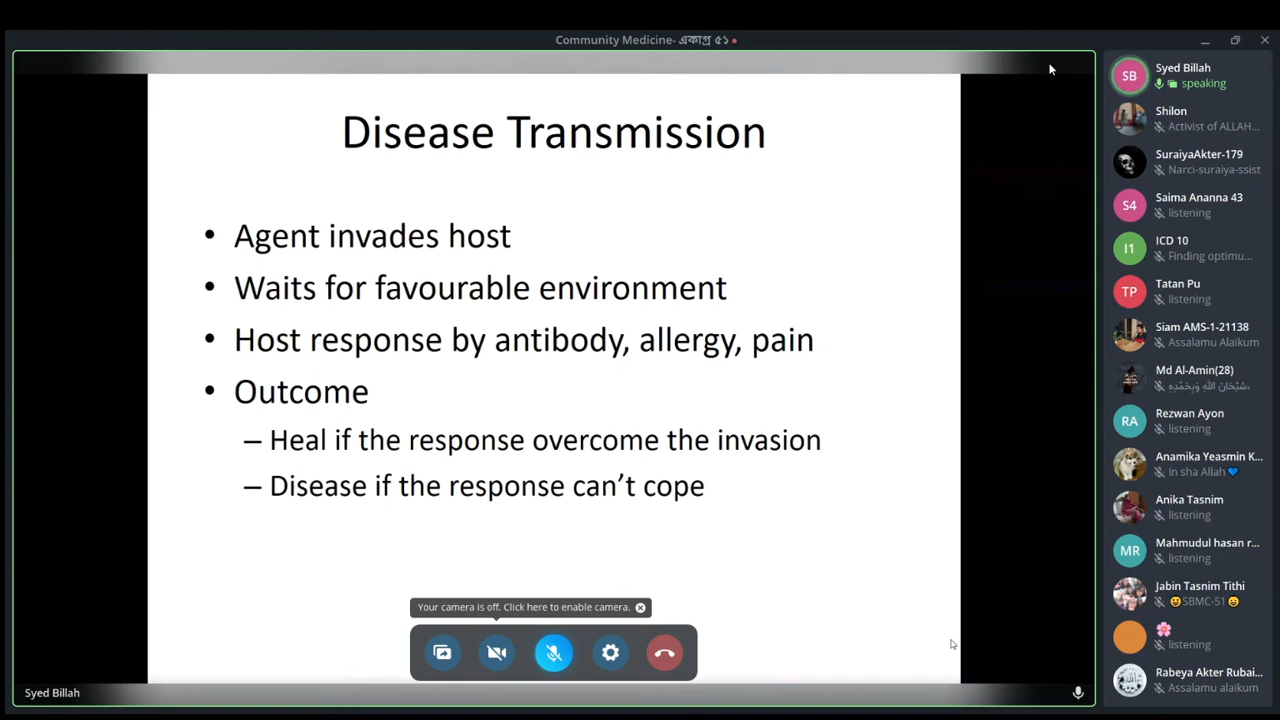 Community Medicine- একাগ্র ৫১
Disease Transmission
• Agent invades host
• Waits for favourable environment
• Host response by antibody, allergy, pain
• Outcome
– Heal if the response overcome the invasion
– Disease if the response can’t cope
Your camera is off. Click here to enable camera.
Syed Billah
SB
Syed Billah
speaking
Shilon
Activist of ALLAH...
SuraiyaAkter-179
Narci-suraiya-ssist
S4
Saima Ananna 43
listening
I1
ICD 10
Finding optimu...
TP
Tatan Pu
listening
Siam AMS-1-21138
Assalamu Alaikum
Md Al-Amin(28)
سُبْحَانَ اللَّهِ وَبِحَمْدِهِ،
RA
Rezwan Ayon
listening
Anamika Yeasmin K...
In sha Allah💙
Anika Tasnim
listening
MR
Mahmudul hasan r...
listening
Jabin Tasnim Tithi
😃SBMC-51😃
🌸
listening
Rabeya Akter Rubai...
Assalamu alaikum